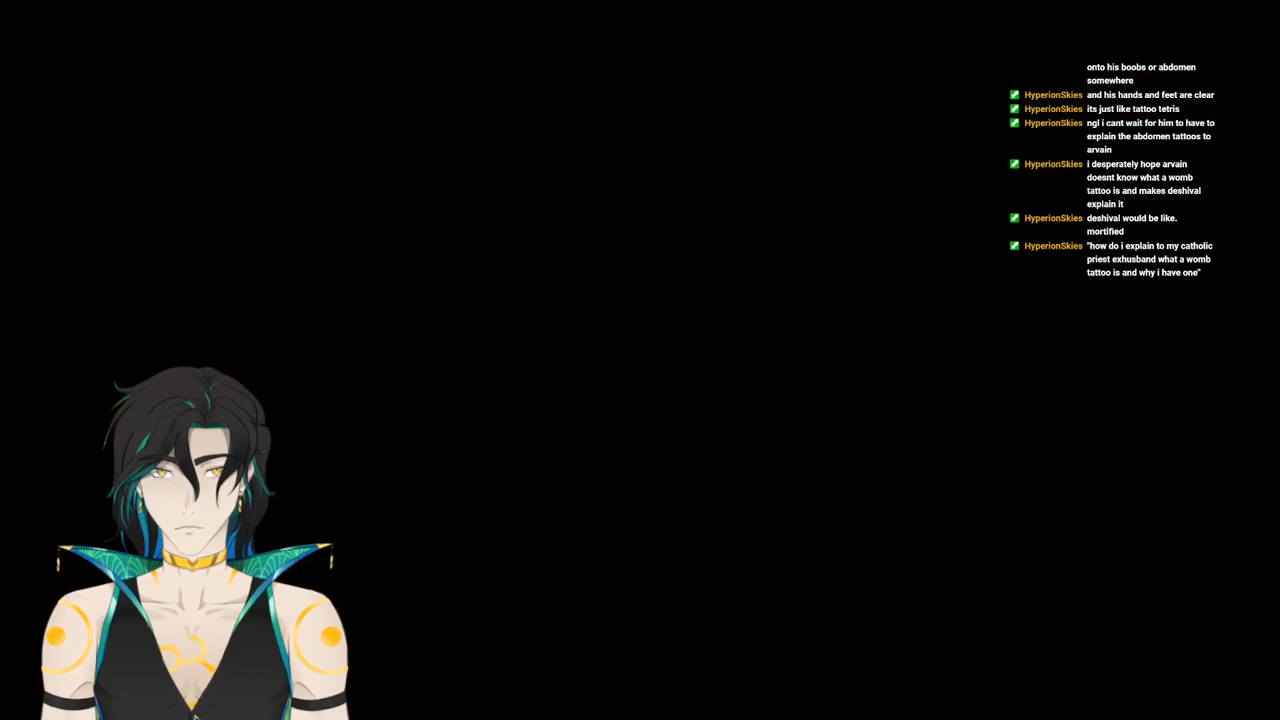 onto his boobs or abdomen
somewhere
HyperionSkies and his hands and feet are clear
HyperionSkies its just like tattoo tetris
HyperionSkies ngl i cant wait for him to have to
explain the abdomen tattoos to
arvain
HyperionSkies i desperately hope arvain
doesnt know what a womb
tattoo is and makes deshival
explain it
HyperionSkies deshival would be like.
mortified
HyperionSkies "how do i explain to my catholic
priest exhusband what a womb
tattoo is and why i have one"